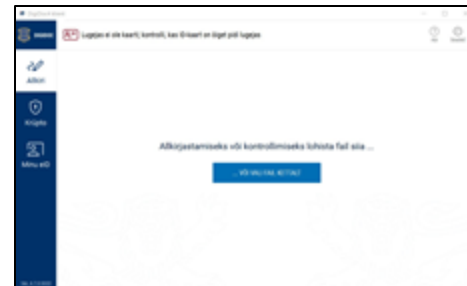 Lugejas ei ole kaarti; kontrolli, kas ID-kaart on õiget pidi lugejas
Allkiri
Krüpto
Minu eID
Allkirjastamiseks või kontrollimiseks lohista fail siia ...
... VÕI VALI FAIL KETTALT